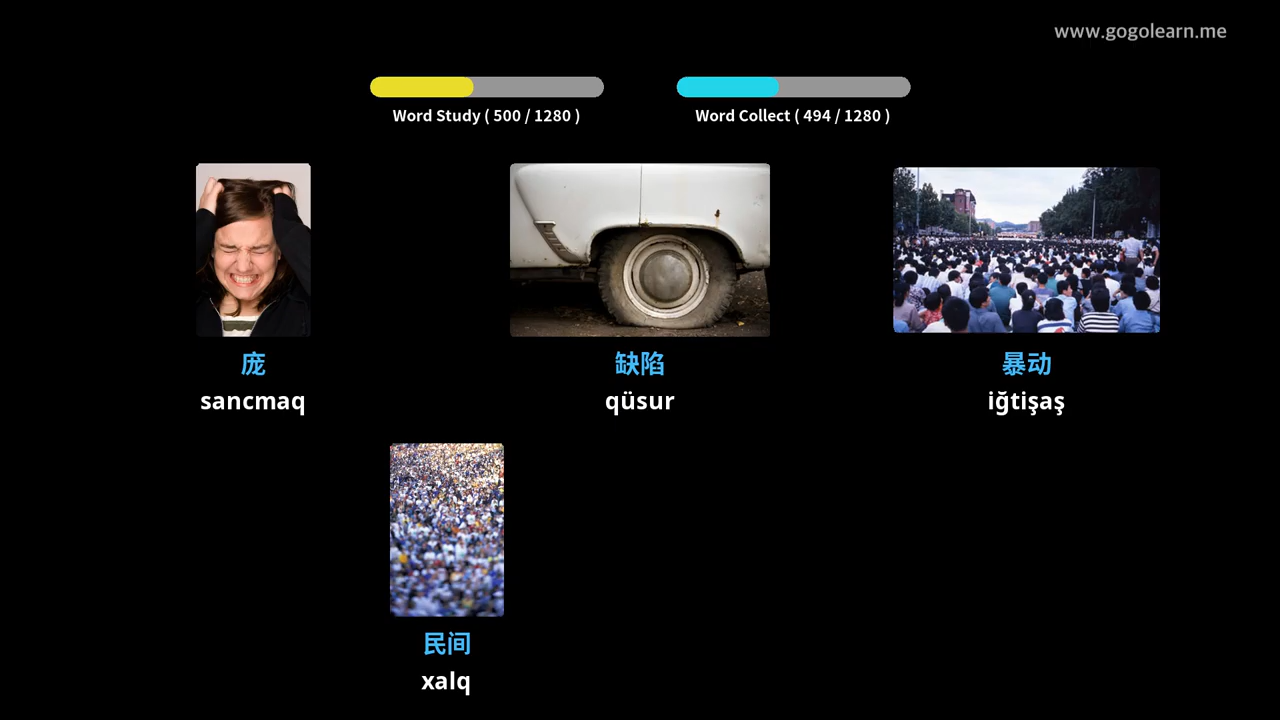 www.gogolearn.me
Word Study ( 500 / 1280 )
Word Collect ( 494 / 1280 )
庞
sancmaq
缺陷
qüsur
暴动
iğtişaş
民间
xalq